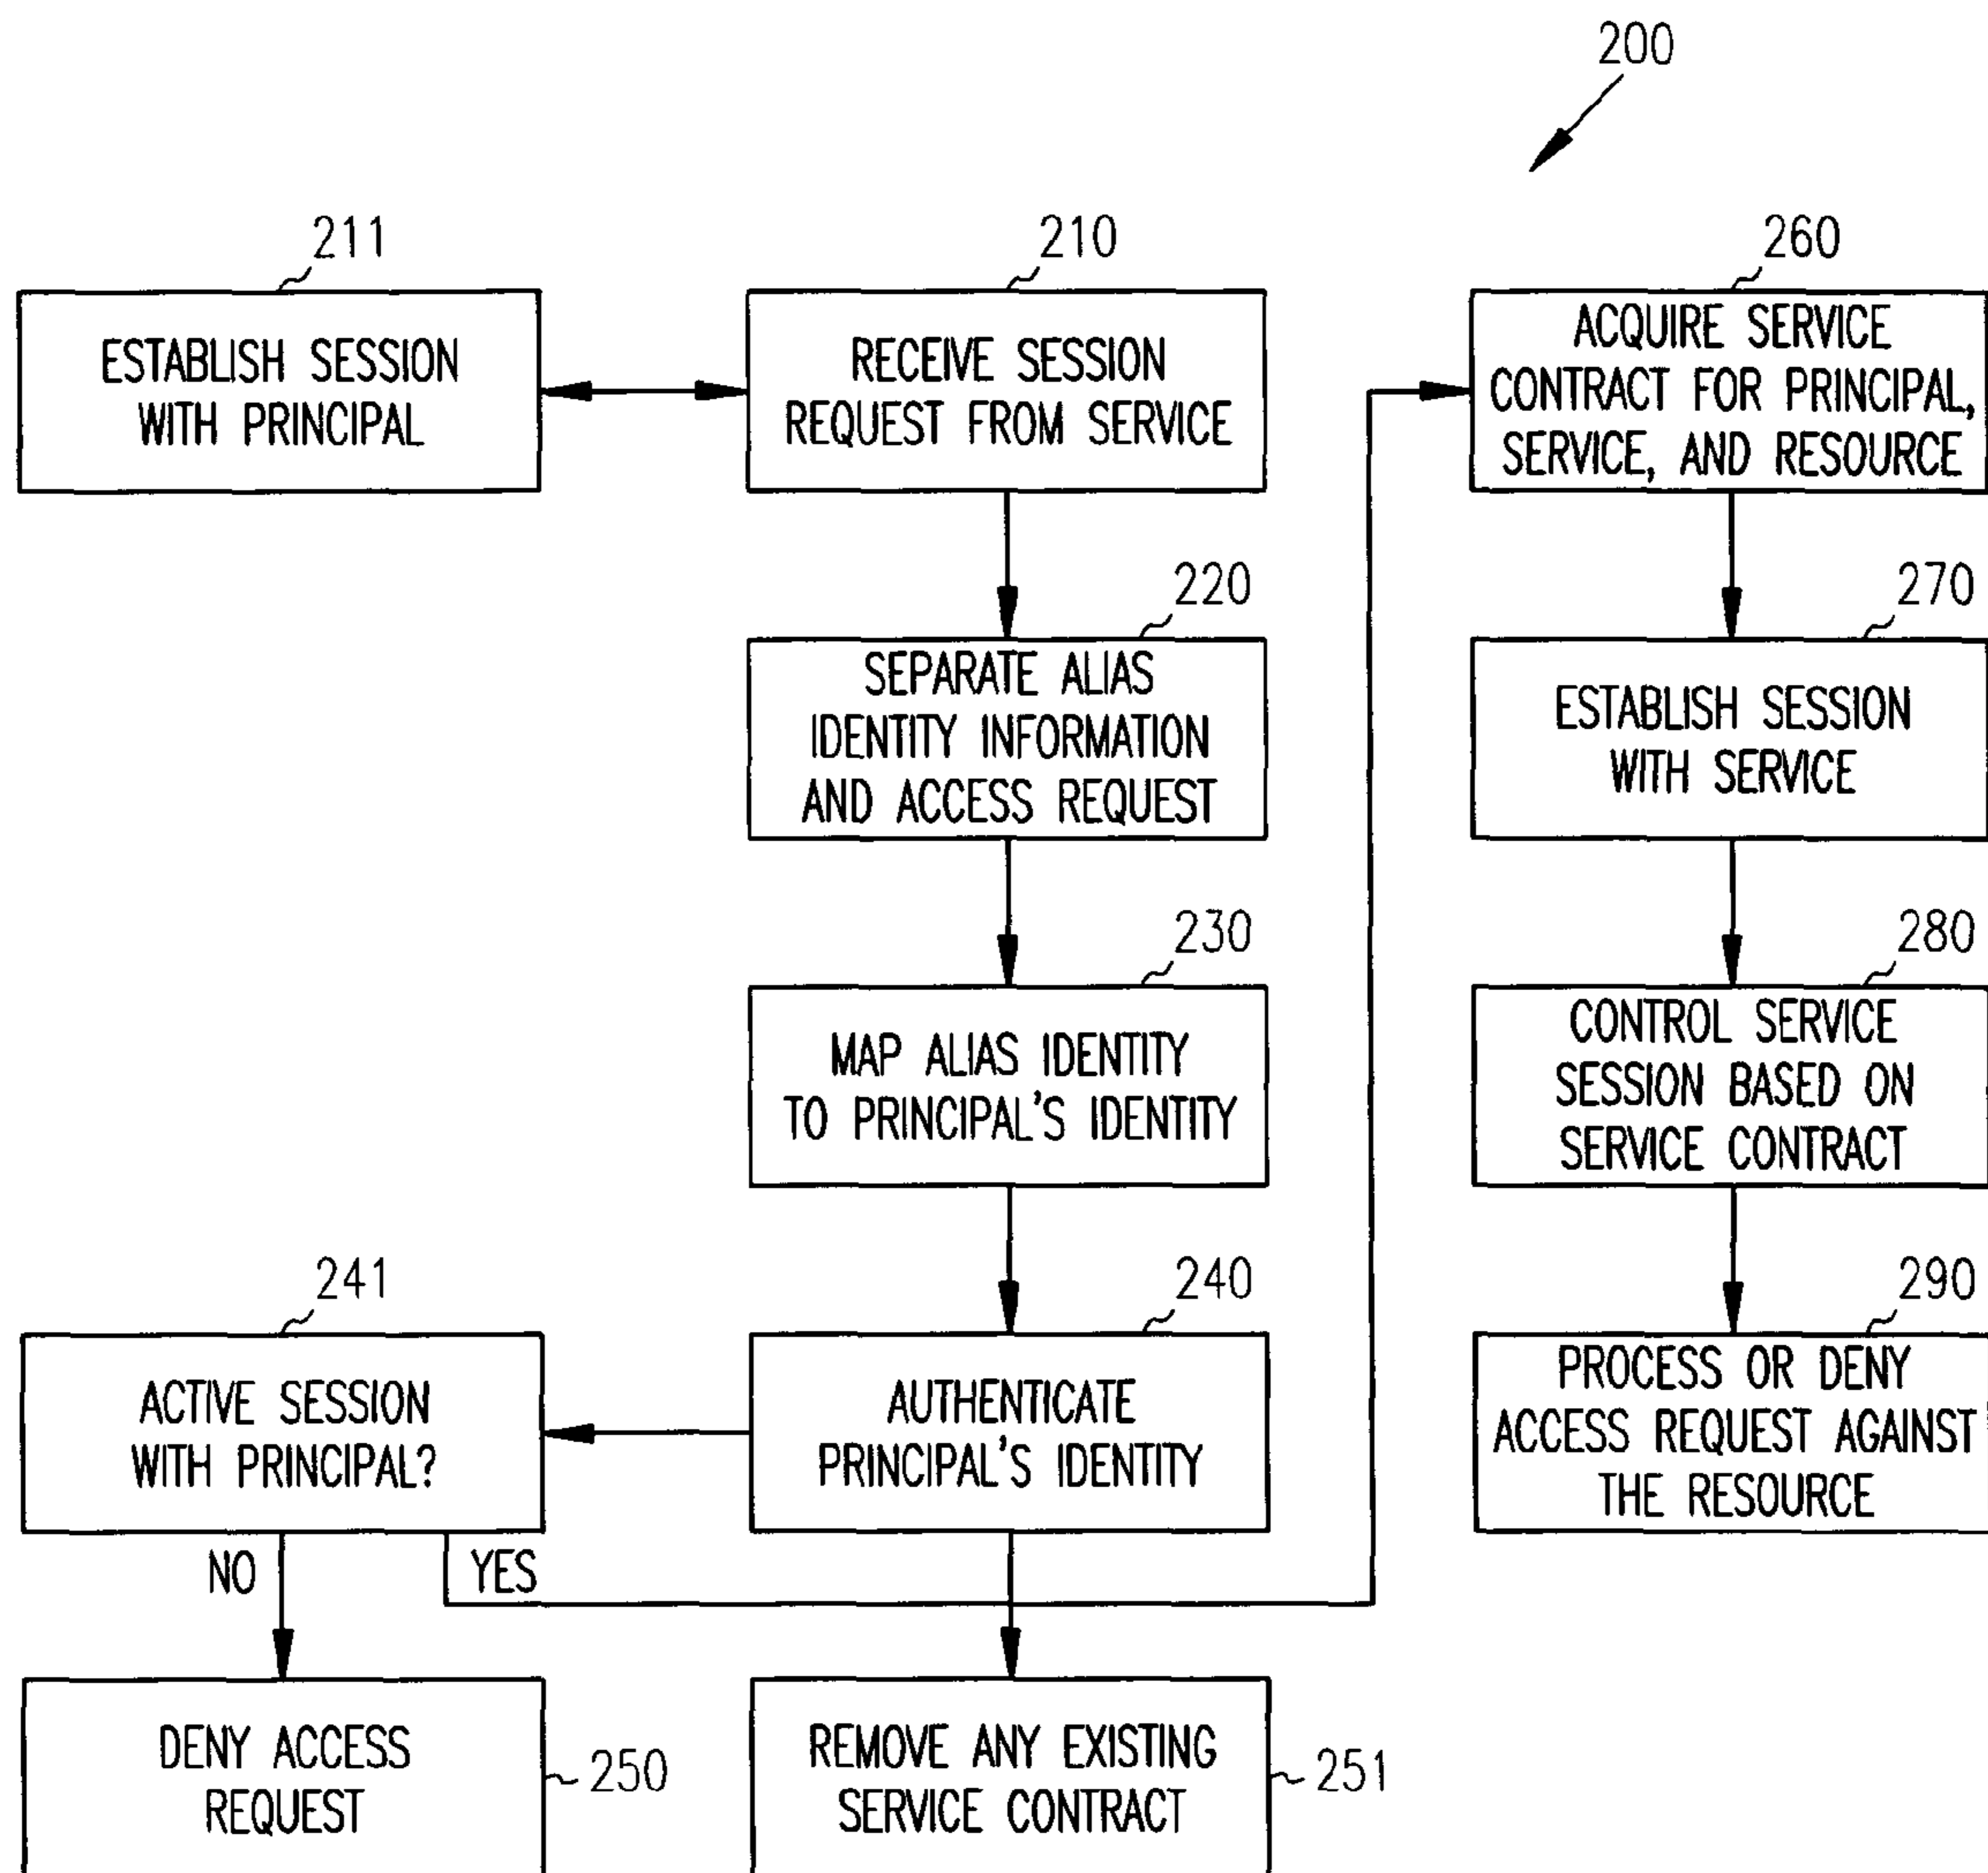 200
211
ESTABLISH SESSION
WITH PRINCIPAL
210
RECEIVE SESSION
REQUEST FROM SERVICE
220
SEPARATE ALIAS
IDENTITY INFORMATION
AND ACCESS REQUEST
230
MAP ALIAS IDENTITY
TO PRINCIPAL'S IDENTITY
240
AUTHENTICATE
PRINCIPAL'S IDENTITY
241
ACTIVE SESSION
WITH PRINCIPAL?
NO
YES
DENY ACCESS
REQUEST
250
REMOVE ANY EXISTING
SERVICE CONTRACT
251
260
ACQUIRE SERVICE
CONTRACT FOR PRINCIPAL,
SERVICE, AND RESOURCE
270
ESTABLISH SESSION
WITH SERVICE
280
CONTROL SERVICE
SESSION BASED ON
SERVICE CONTRACT
290
PROCESS OR DENY
ACCESS REQUEST AGAINST
THE RESOURCE